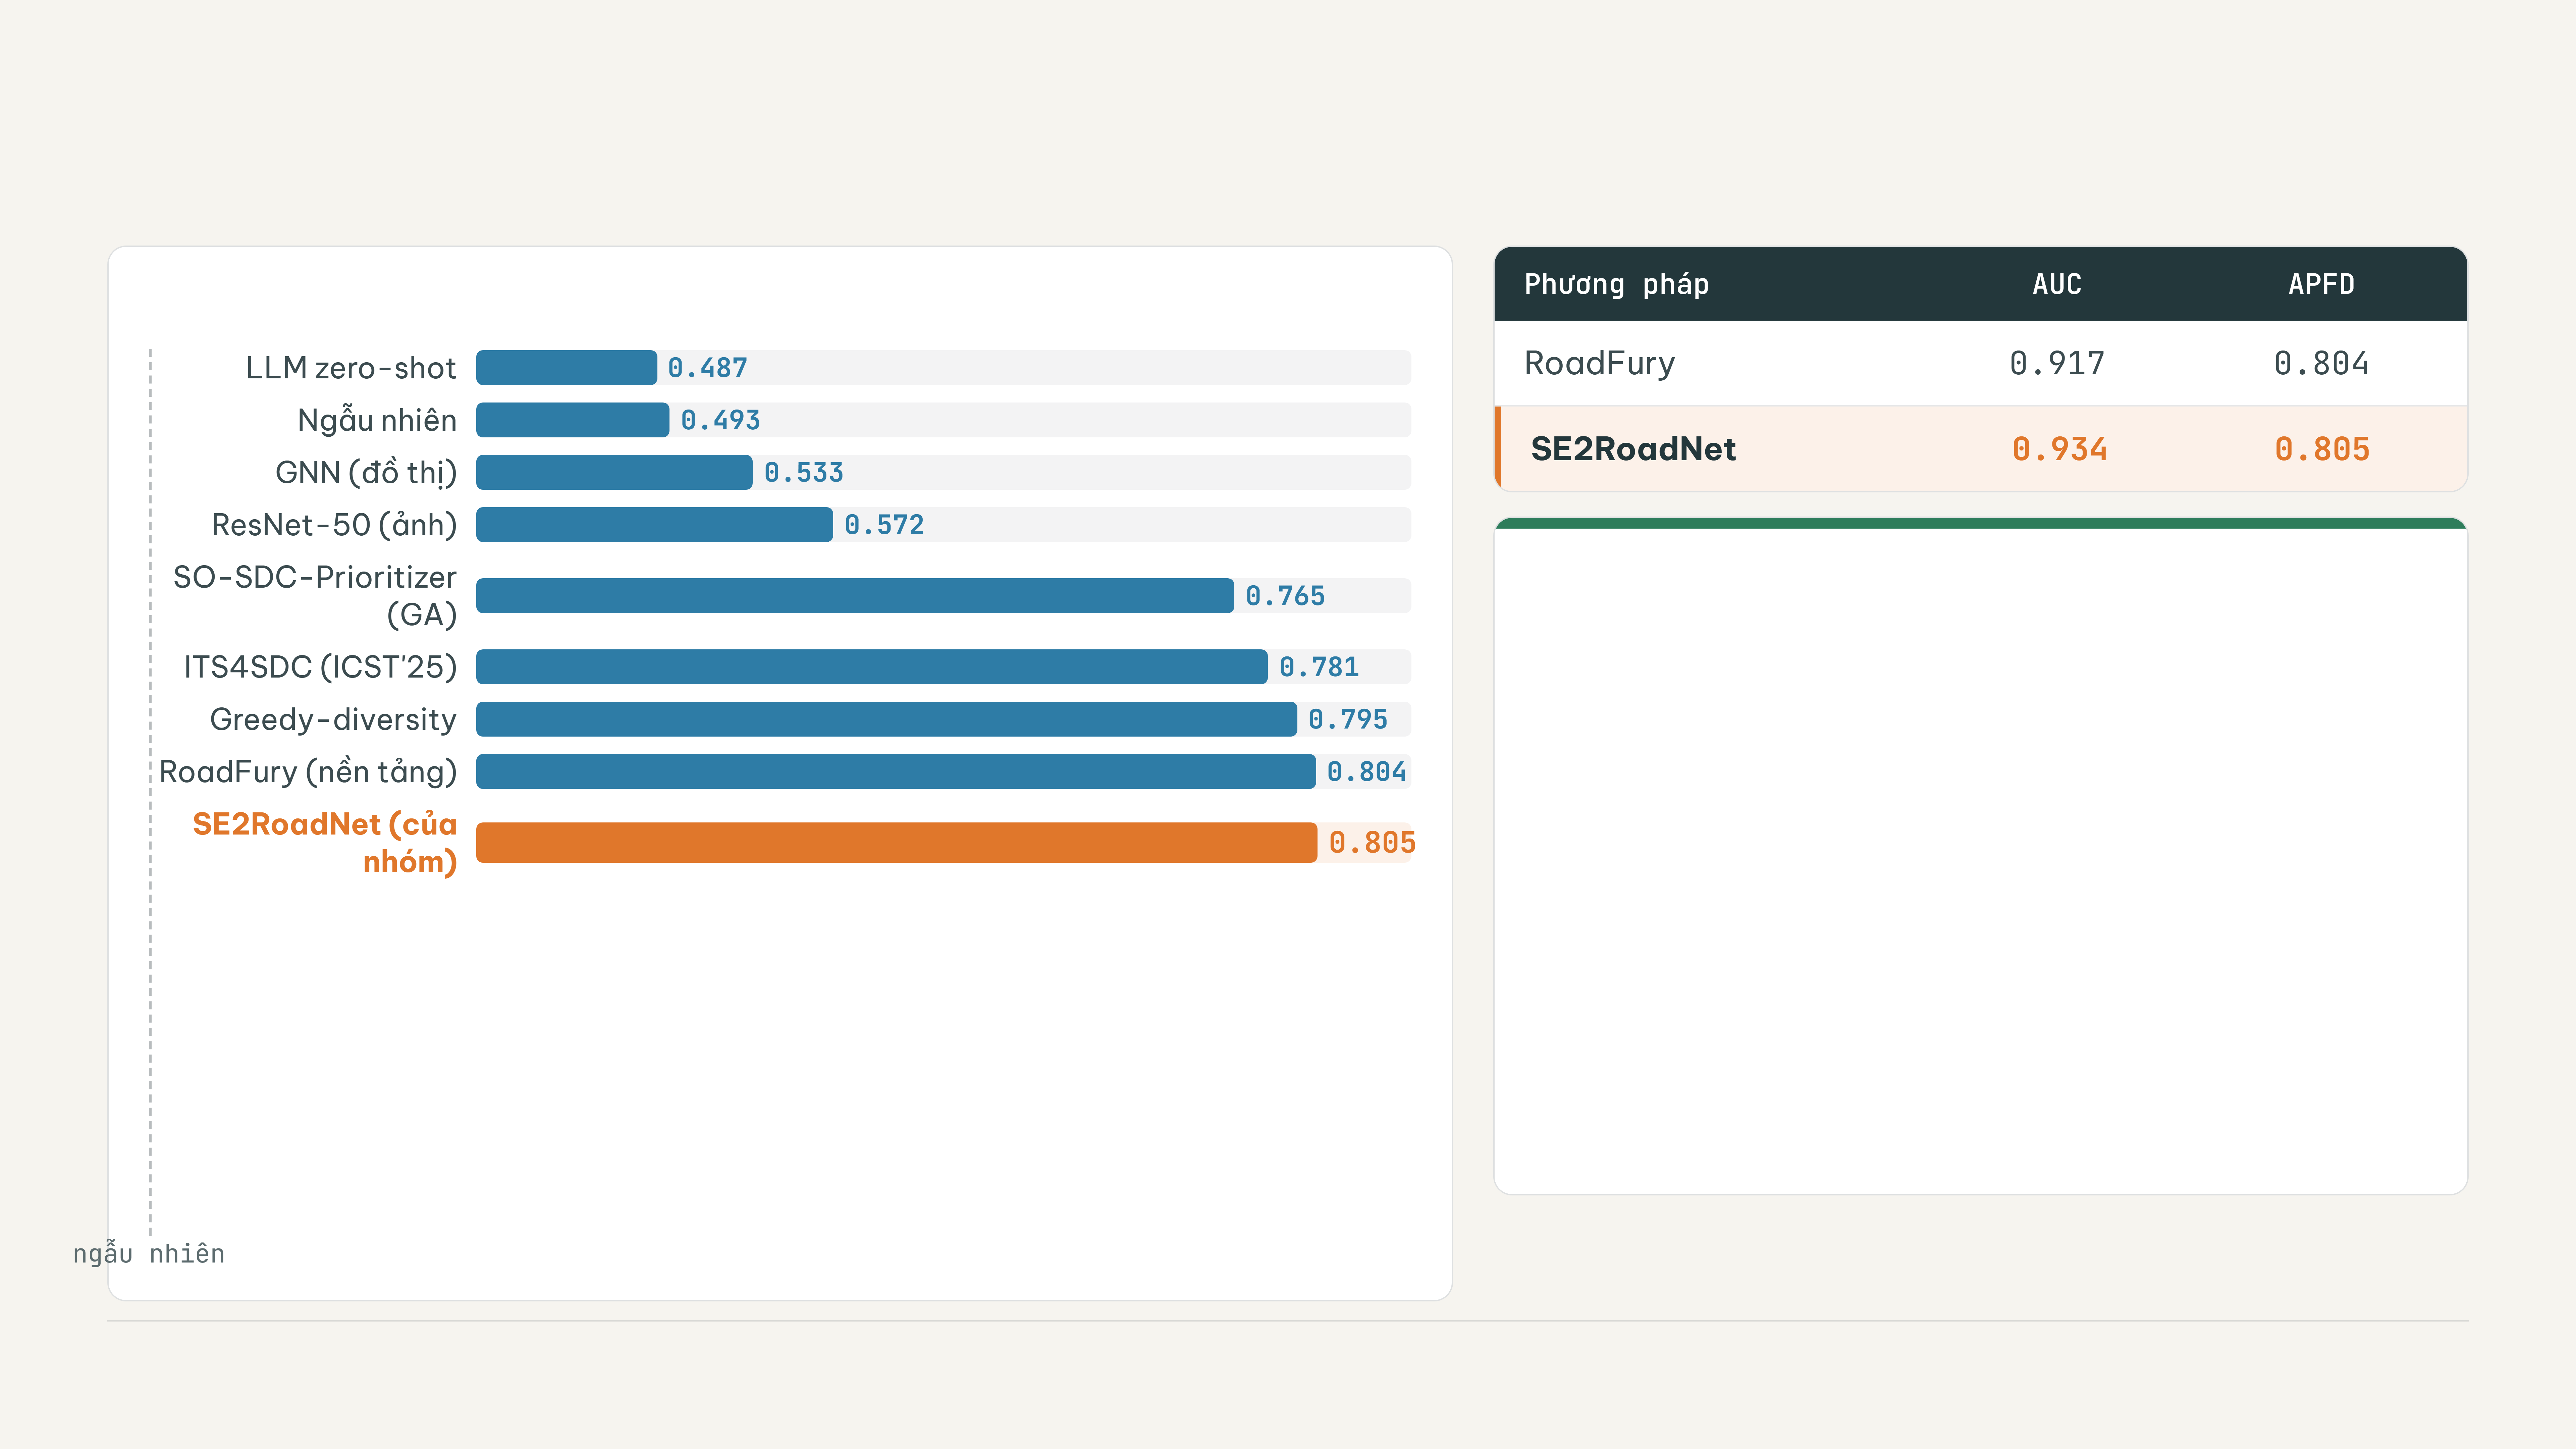 LLM zero-shot 0.487
Ngẫu nhiên 0.493
GNN (đồ thị) 0.533
ResNet-50 (ảnh) 0.572
SO-SDC-Prioritizer
(GA) 0.765
ITS4SDC (ICST'25) 0.781
Greedy-diversity 0.795
RoadFury (nền tảng) 0.804
SE2RoadNet (của
nhóm) 0.805
ngẫu nhiên
Phương pháp AUC APFD
RoadFury 0.917 0.804
SE2RoadNet 0.934 0.805